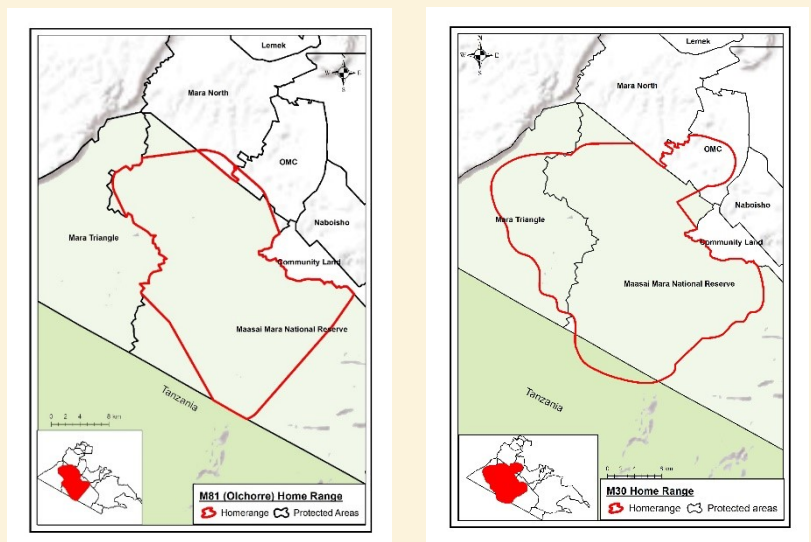 Lemek
N
W E
S
Mara North
OMC
Naboisho
Mara Triangle
Community Land
Maasai Mara National Reserve
Tanzania
0 2 4 8 km
M81 (Olchorre) Home Range
Homerange Protected Areas
Lemek
N
W E
S
Mara North
OMC
Naboisho
Mara Triangle
Community Land
Maasai Mara National Reserve
Tanzania
8 km
M30 Home Range
Homerange Protected areas